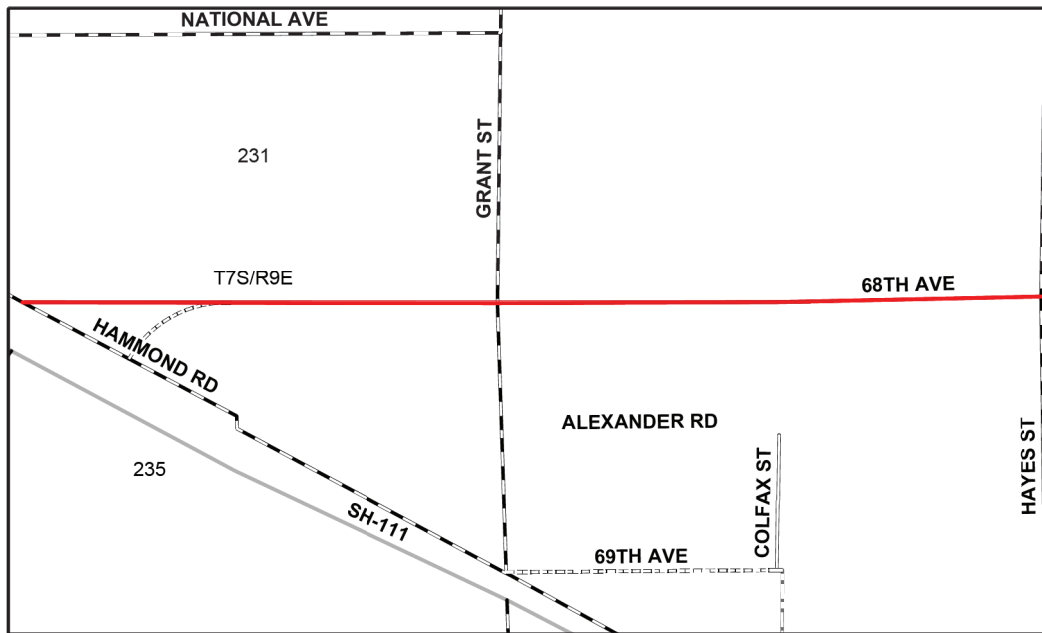 NATIONAL AVE
GRANT ST
231
T7S/R9E
68TH AVE
HAMMOND RD
ALEXANDER RD
HAYES ST
COLFAX ST
235
SH-111
69TH AVE